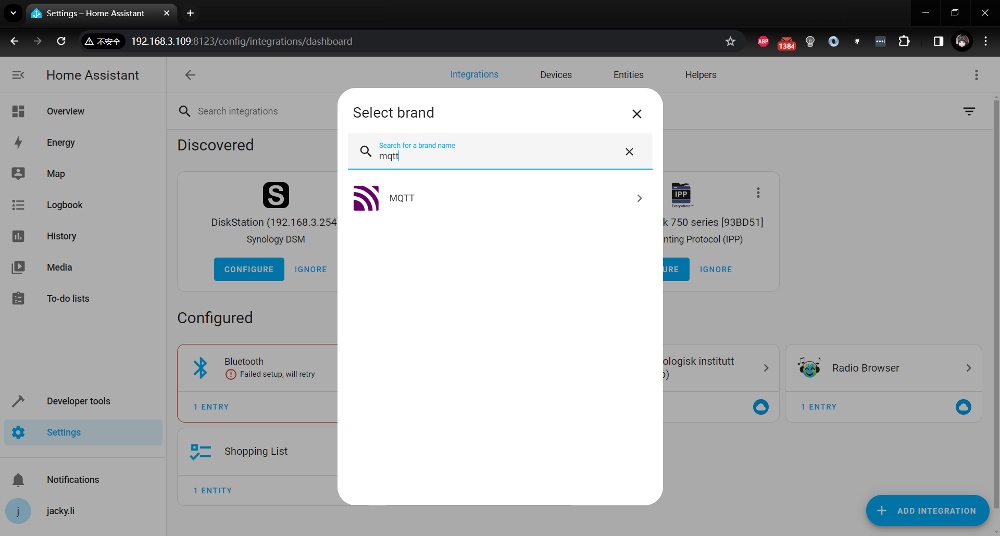 Settings – Home Assistant
不安全
192.168.3.109:8123/config/integrations/dashboard
ABP
1384
Home Assistant
Integrations
Devices
Entities
Helpers
Overview
Energy
Map
Logbook
History
Media
To-do lists
Developer tools
Settings
Notifications
j
jacky.li
Search integrations
Discovered
S
DiskStation (192.168.3.254)
Synology DSM
CONFIGURE
IGNORE
IPP
Everywhere™
k 750 series [93BD51]
nting Protocol (IPP)
URE
IGNORE
Select brand
Search for a brand name
mqtt
MQTT
Configured
Bluetooth
Failed setup, will retry
1 ENTRY
ologisk institutt
o)
Radio Browser
1 ENTRY
Shopping List
1 ENTITY
ADD INTEGRATION